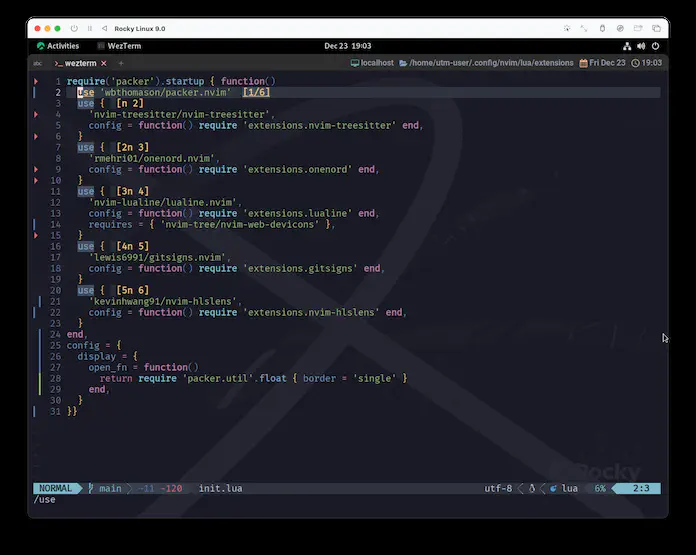 Rocky Linux 9.0
Activities WezTerm Dec 23 19:03
wezterm localhost /home/utm-user/.config/nvim/lua/extensions Fri Dec 23 19:03
1 require('packer').startup { function()
2 use 'wbthomason/packer.nvim' [1/6]
3 use { [n 2]
4 'nvim-treesitter/nvim-treesitter',
5 config = function() require 'extensions.nvim-treesitter' end,
6 }
7 use { [2n 3]
8 'rmehri01/onenord.nvim',
9 config = function() require 'extensions.onenord' end,
10 }
11 use { [3n 4]
12 'nvim-lualine/lualine.nvim',
13 config = function() require 'extensions.lualine' end,
14 requires = { 'nvim-tree/nvim-web-devicons' },
15 }
16 use { [4n 5]
17 'lewis6991/gitsigns.nvim',
18 config = function() require 'extensions.gitsigns' end,
19 }
20 use { [5n 6]
21 'kevinhwang91/nvim-hlslens',
22 config = function() require 'extensions.nvim-hlslens' end,
23 }
24 end,
25 config = {
26 display = {
27 open_fn = function()
28 return require 'packer.util'.float { border = 'single' }
29 end,
30 }
31 }}
Rocky
NORMAL main -11 -120 init.lua utf-8 lua 6% 2:3
/use